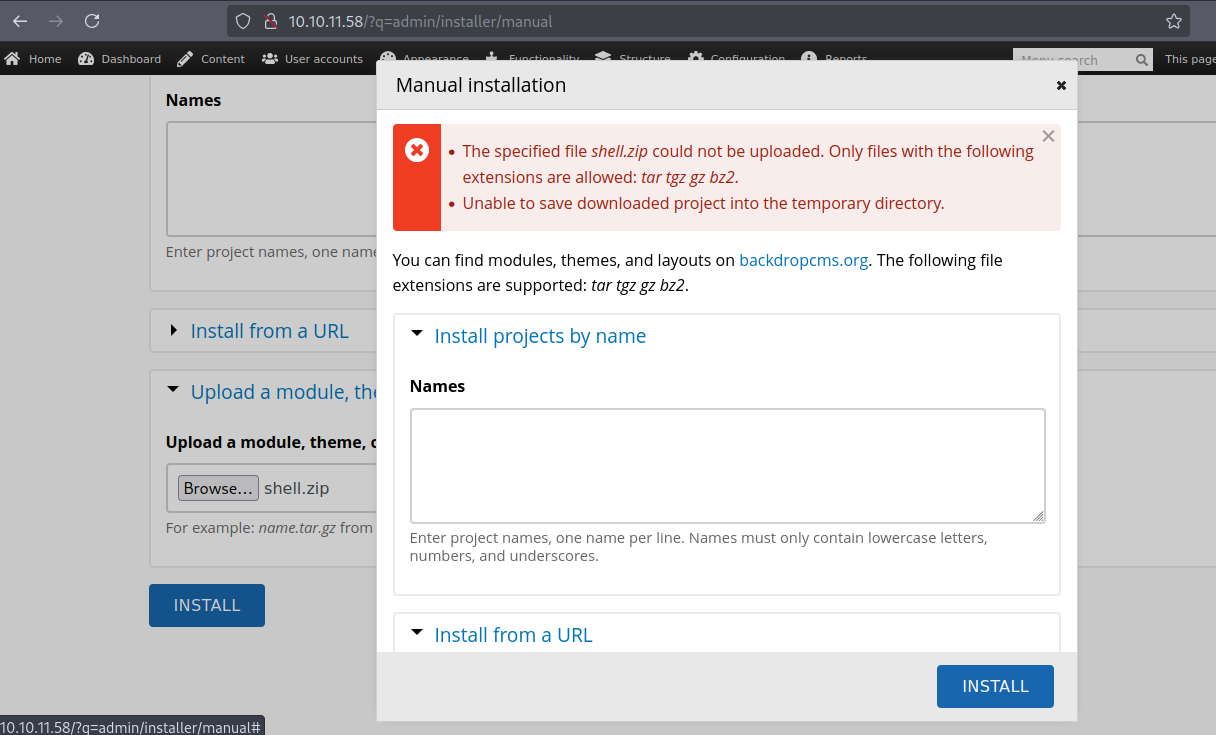 10.10.11.58/?q=admin/installer/manual
Home Dashboard Content User accounts Appearance Functionality Structure Configuration Reports Menu search This page
Manual installation
Names
The specified file shell.zip could not be uploaded. Only files with the following
extensions are allowed: tar tgz gz bz2.
Unable to save downloaded project into the temporary directory.
Enter project names, one name
You can find modules, themes, and layouts on backdropcms.org. The following file
extensions are supported: tar tgz gz bz2.
Install from a URL
Install projects by name
Upload a module, the
Names
Upload a module, theme, o
Browse... shell.zip
For example: name.tar.gz from
Enter project names, one name per line. Names must only contain lowercase letters,
numbers, and underscores.
INSTALL
Install from a URL
INSTALL
10.10.11.58/?q=admin/installer/manual#